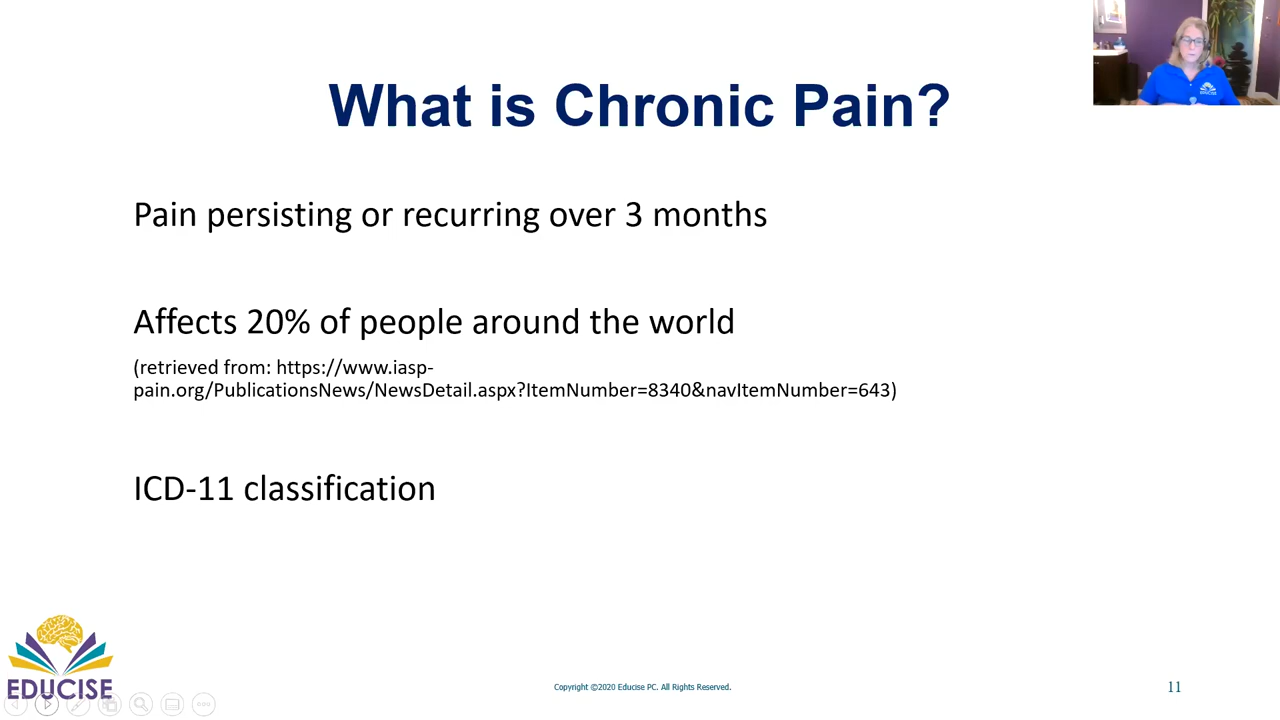 What is Chronic Pain?
EDUCISE
Pain persisting or recurring over 3 months
Affects 20% of people around the world
(retrieved from: https://www.iasp-
pain.org/PublicationsNews/NewsDetail.aspx?ItemNumber=8340&navItemNumber=643)
ICD-11 classification
EDUCISE
Copyright ©2020 Educise PC. All Rights Reserved.
11